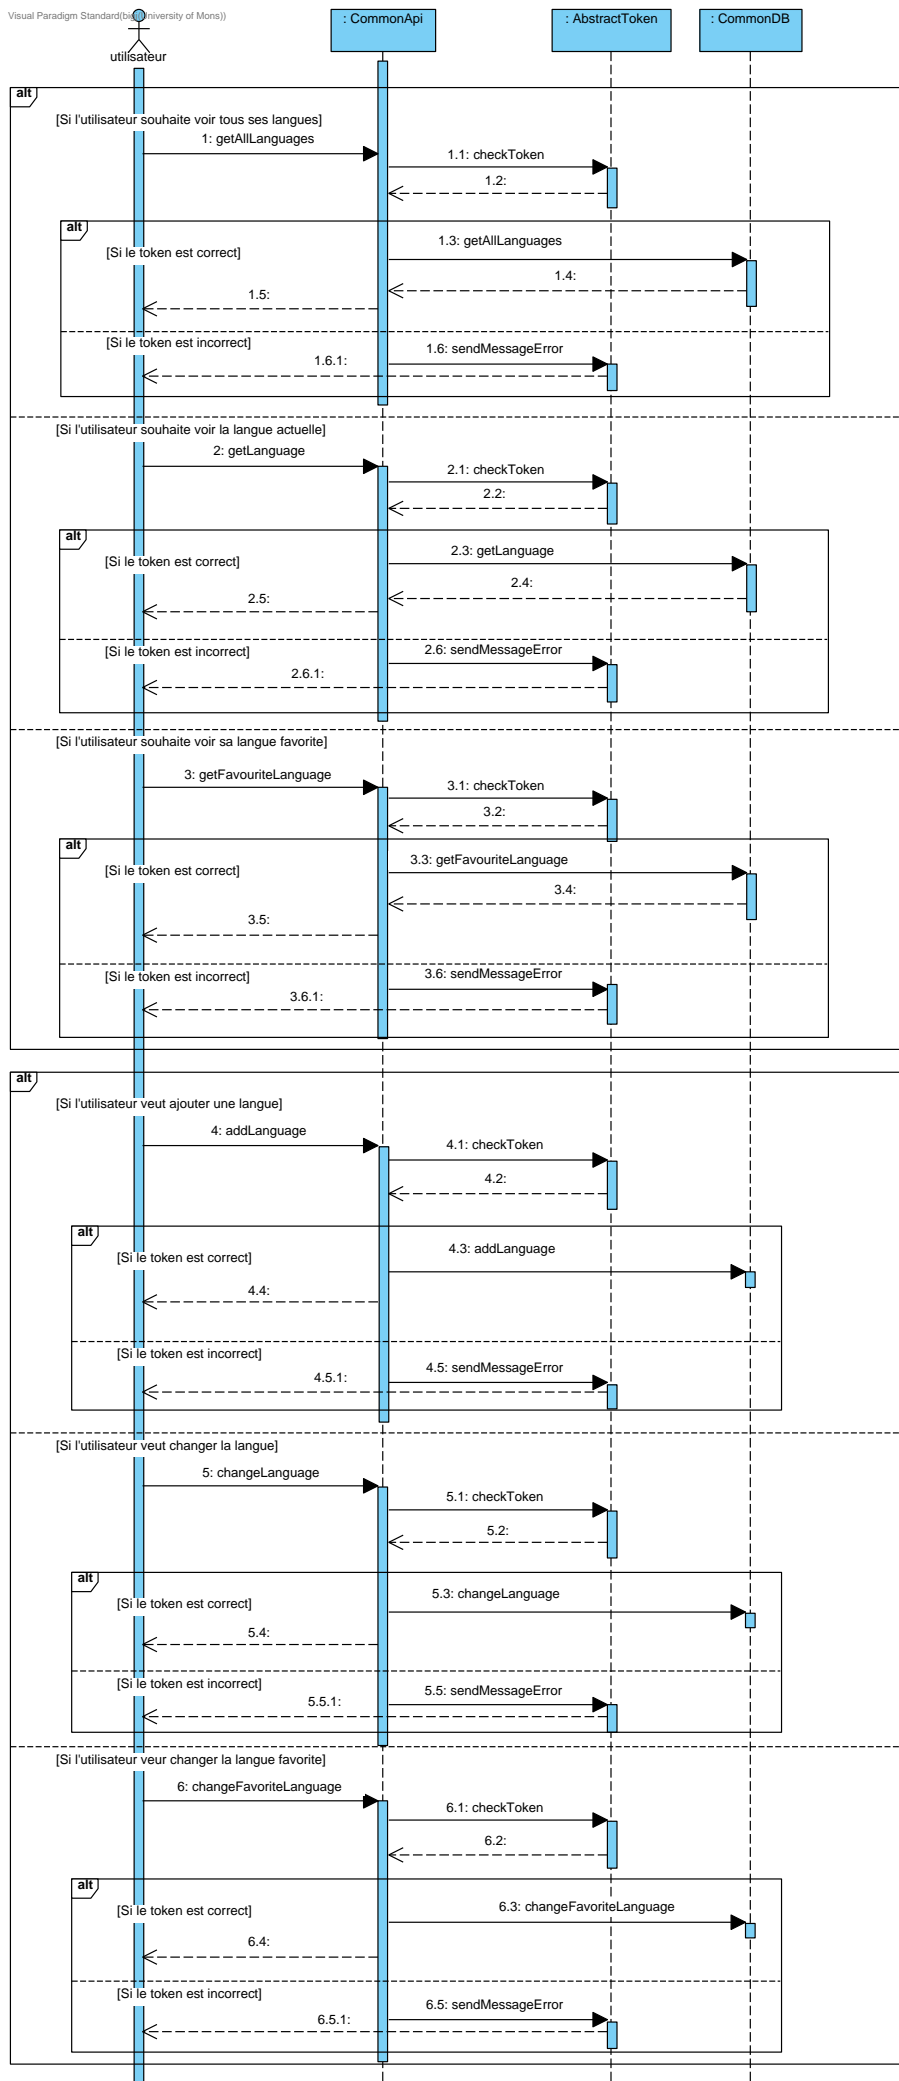 Visual Paradigm Standard(University of Mons))
utilisateur
: CommonApi
: AbstractToken
: CommonDB
alt
[Si l'utilisateur souhaite voir tous ses langues]
1: getAllLanguages
1.1: checkToken
1.2:
alt
[Si le token est correct]
1.3: getAllLanguages
1.4:
1.5:
[Si le token est incorrect]
1.6: sendMessageError
1.6.1:
[Si l'utilisateur souhaite voir la langue actuelle]
2: getLanguage
2.1: checkToken
2.2:
alt
[Si le token est correct]
2.3: getLanguage
2.4:
2.5:
[Si le token est incorrect]
2.6: sendMessageError
2.6.1:
[Si l'utilisateur souhaite voir sa langue favorite]
3: getFavouriteLanguage
3.1: checkToken
3.2:
alt
[Si le token est correct]
3.3: getFavouriteLanguage
3.4:
3.5:
[Si le token est incorrect]
3.6: sendMessageError
3.6.1:
alt
[Si l'utilisateur veut ajouter une langue]
4: addLanguage
4.1: checkToken
4.2:
alt
[Si le token est correct]
4.3: addLanguage
4.4:
[Si le token est incorrect]
4.5: sendMessageError
4.5.1:
[Si l'utilisateur veut changer la langue]
5: changeLanguage
5.1: checkToken
5.2:
alt
[Si le token est correct]
5.3: changeLanguage
5.4:
[Si le token est incorrect]
5.5: sendMessageError
5.5.1:
[Si l'utilisateur veur changer la langue favorite]
6: changeFavoriteLanguage
6.1: checkToken
6.2:
alt
[Si le token est correct]
6.3: changeFavoriteLanguage
6.4:
[Si le token est incorrect]
6.5: sendMessageError
6.5.1: